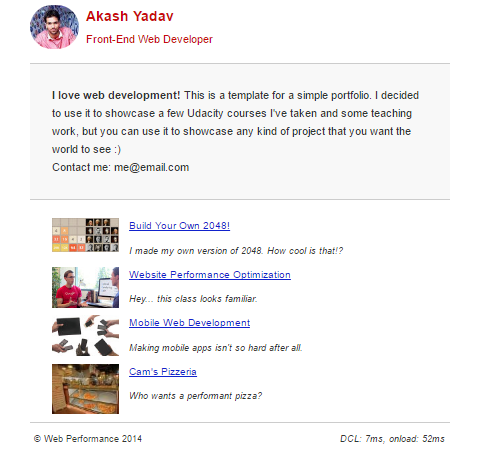 Akash Yadav
Front-End Web Developer
I love web development! This is a template for a simple portfolio. I decided
to use it to showcase a few Udacity courses I've taken and some teaching
work, but you can use it to showcase any kind of project that you want the
world to see :)
Contact me: me@email.com
Build Your Own 2048!
I made my own version of 2048. How cool is that!?
Website Performance Optimization
Hey... this class looks familiar.
Mobile Web Development
Making mobile apps isn't so hard after all.
Cam's Pizzeria
Who wants a performant pizza?
© Web Performance 2014
DCL: 7ms, onload: 52ms